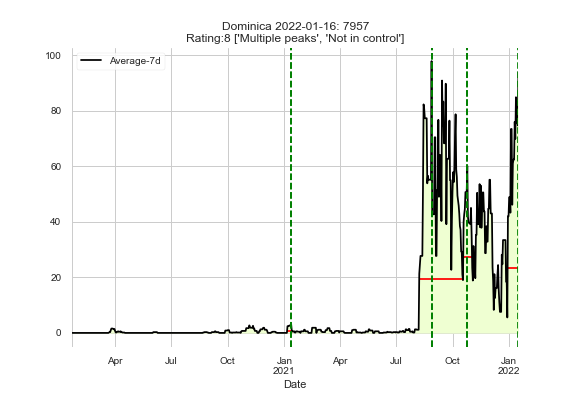 Dominica 2022-01-16: 7957
Rating:8 ['Multiple peaks', 'Not in control']
Average-7d
100
80
60
40
20
0
Apr Jul Oct Jan Apr Jul Oct Jan
2021 2022
Date